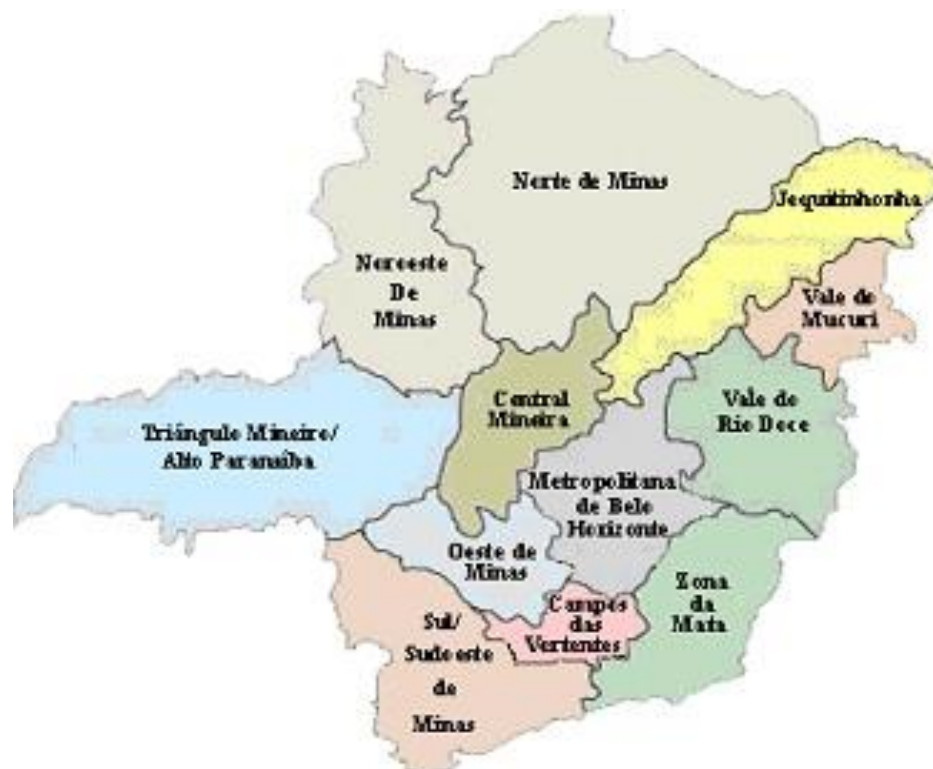 Norte de Minas
Jequitinhonha
Noroeste
De
Minas
Vale do
Mucuri
Central
Mineira
Vale do
Rio Doce
Triângulo Mineiro/
Alto Paranaíba
Metropolitana
de Belo
Horizonte
Oeste de
Minas
Zona
da
Mata
Campos
das
Vertentes
Sul/
Sudoeste
de
Minas